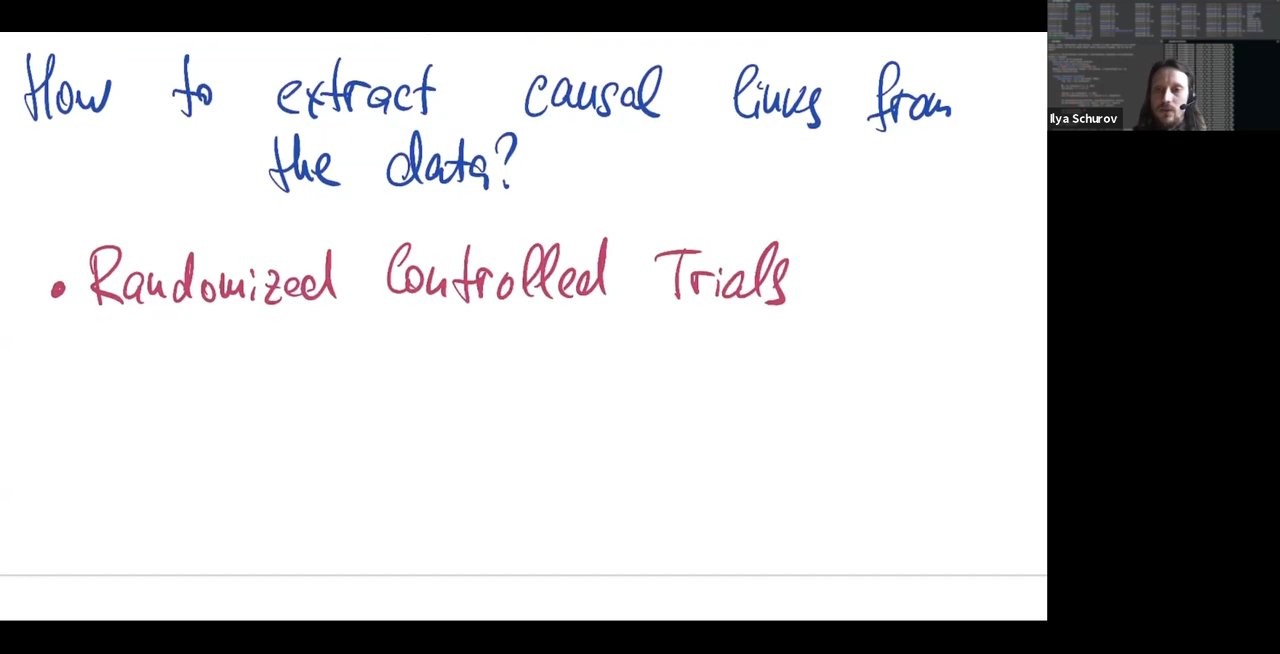 How to extract causal links from
the data?
• Randomized Controlled Trials
Ilya Schurov